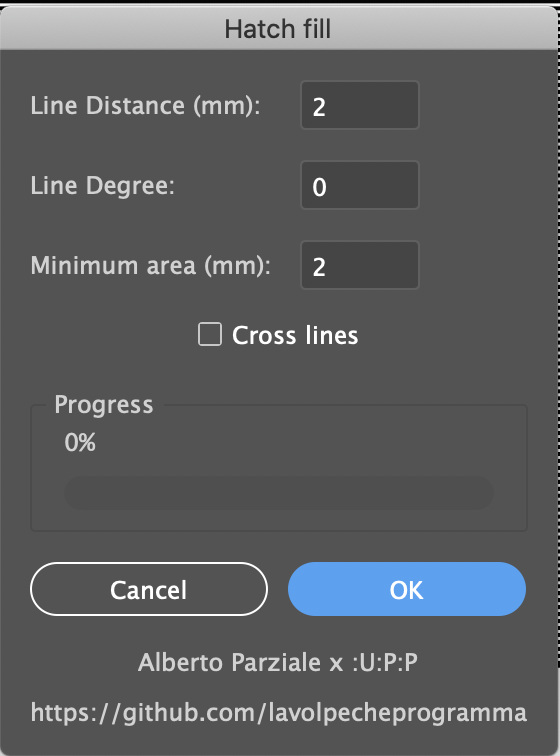 Hatch fill
Line Distance (mm): 2
Line Degree: 0
Minimum area (mm): 2
Cross lines
Progress
0%
Cancel OK
Alberto Parziale x :U:P:P
https://github.com/lavolpecheprogramma